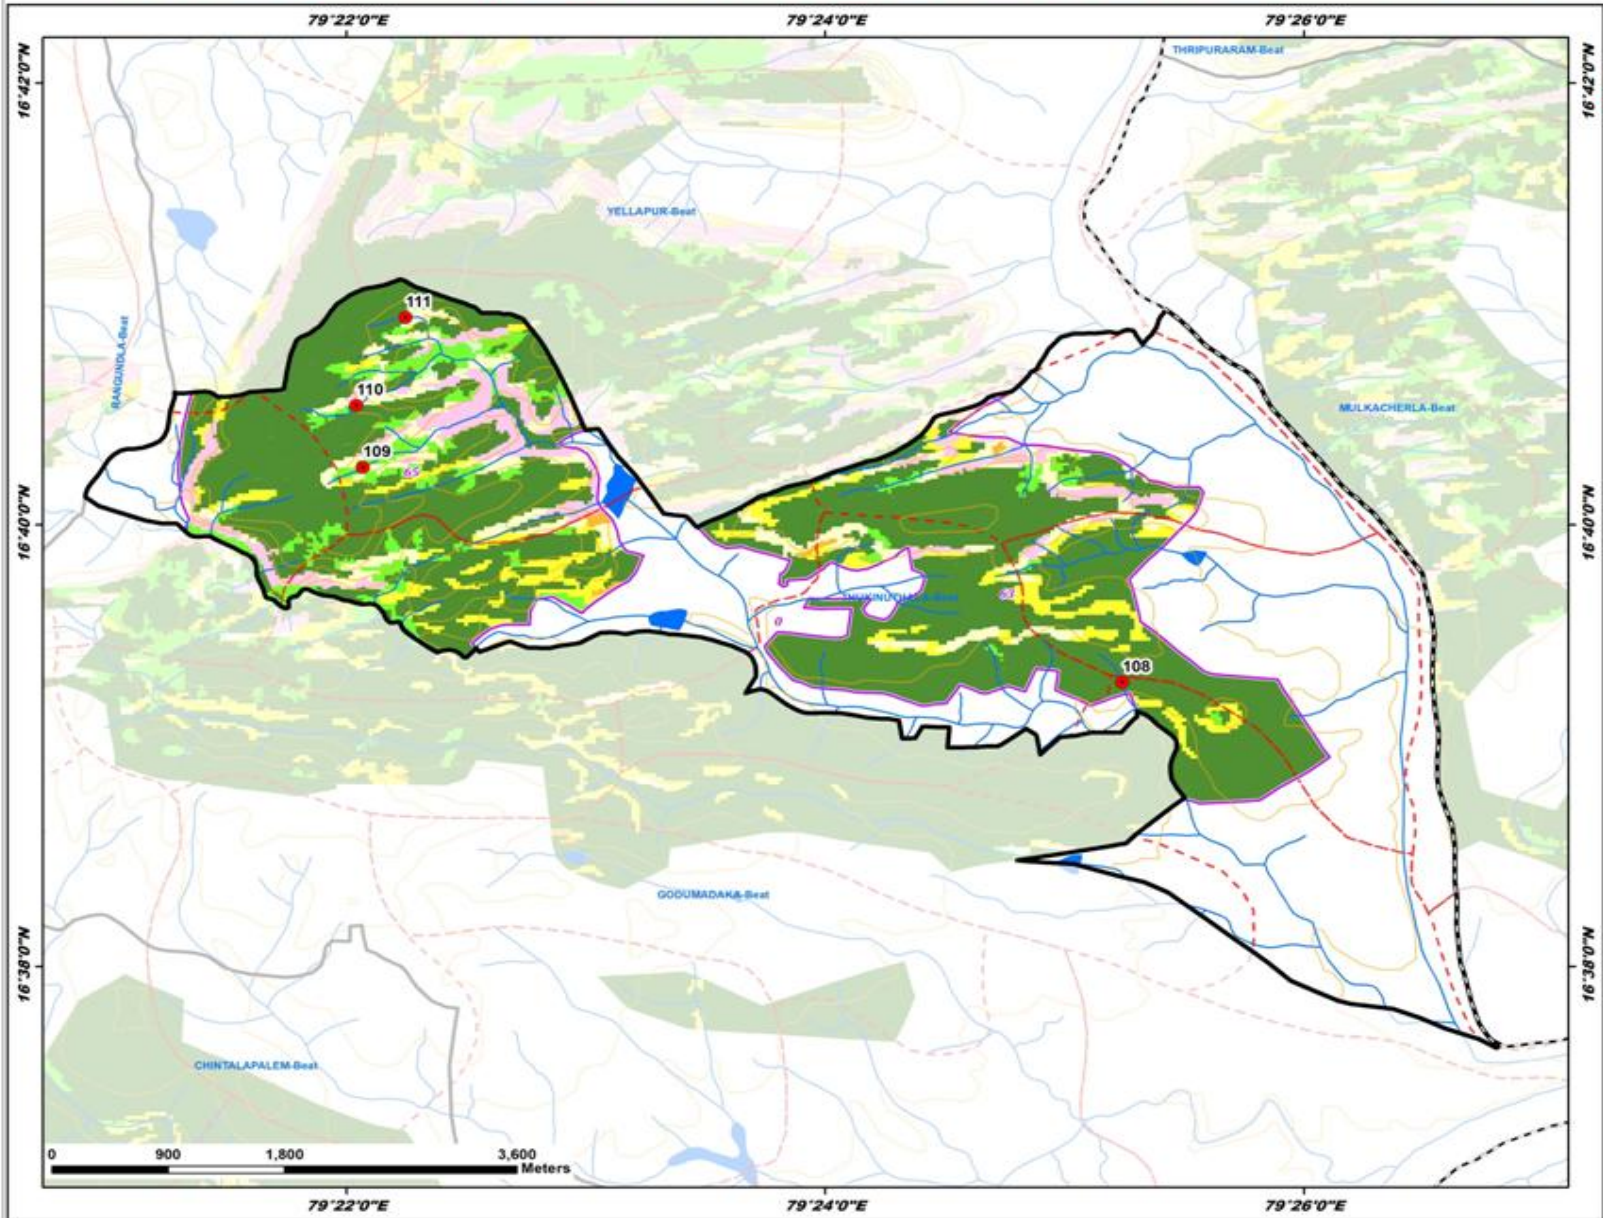 79°22'0"E 79°24'0"E 79°26'0"E
THRIPURARAM-Beat
16°42'0"N 16°42'0"N
YELLAPUR-Beat
111
RANGUNDLA-Beat
110
MULKACHERLA-Beat
109
65
16°40'0"N 16°40'0"N
63
0
108
GODUMADAKA-Beat
16°38'0"N 16°38'0"N
CHINTALAPALEM-Beat
0 900 1,800 3,600
Meters
79°22'0"E 79°24'0"E 79°26'0"E